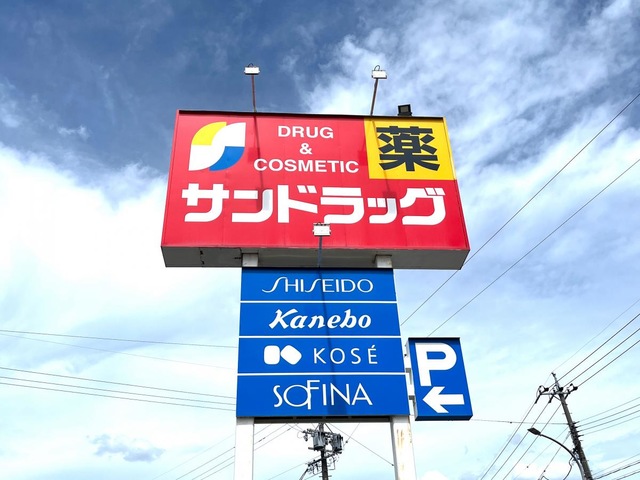 DRUG
&
COSMETIC
薬
サンドラッグ
SHISEIDO
Kanebo
KOSÉ
SOFINA
P